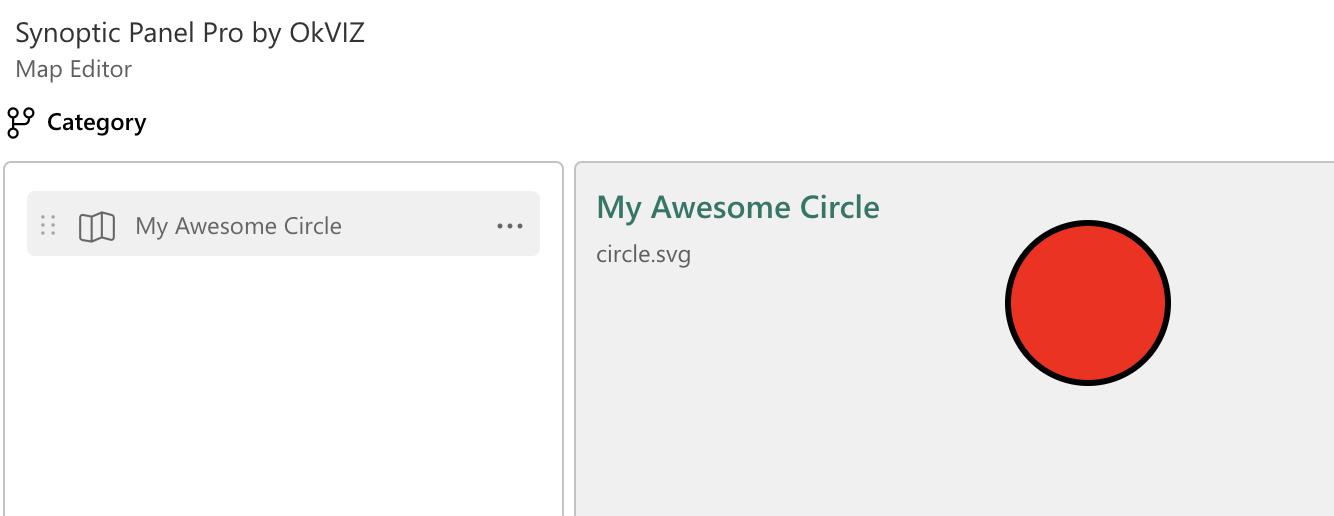 Synoptic Panel Pro by OkVIZ
Map Editor
Category
My Awesome Circle
My Awesome Circle
circle.svg